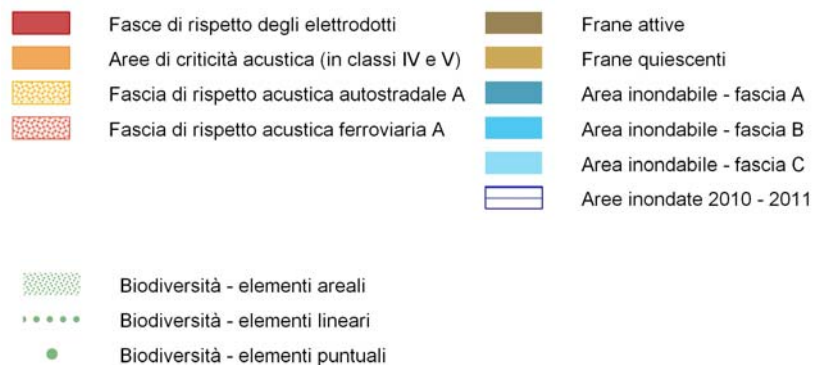 Fasce di rispetto degli elettrodotti
Aree di criticità acustica (in classi IV e V)
Fascia di rispetto acustica autostradale A
Fascia di rispetto acustica ferroviaria A
Frane attive
Frane quiescenti
Area inondabile - fascia A
Area inondabile - fascia B
Area inondabile - fascia C
Aree inondate 2010 - 2011
Biodiversità - elementi areali
Biodiversità - elementi lineari
Biodiversità - elementi puntuali